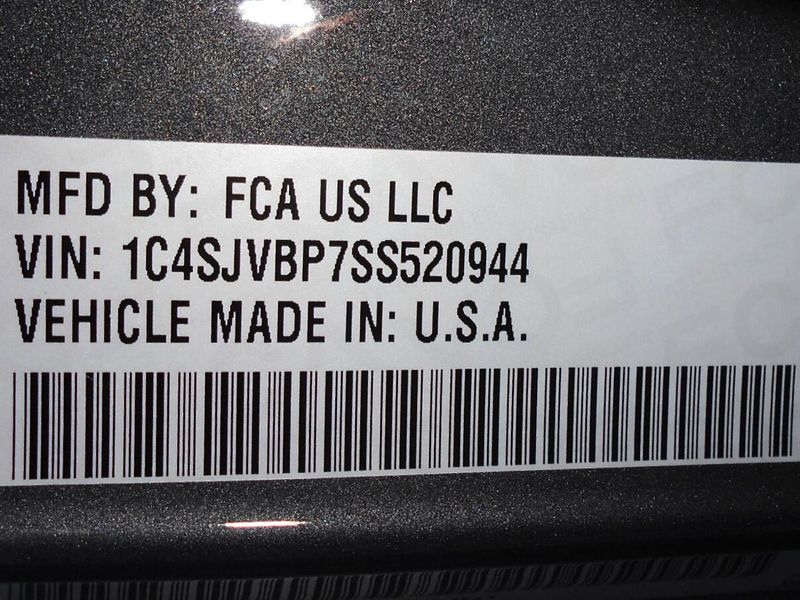 MFD BY: FCA US LLC
VIN: 1C4SJVBP7SS520944
VEHICLE MADE IN: U.S.A.